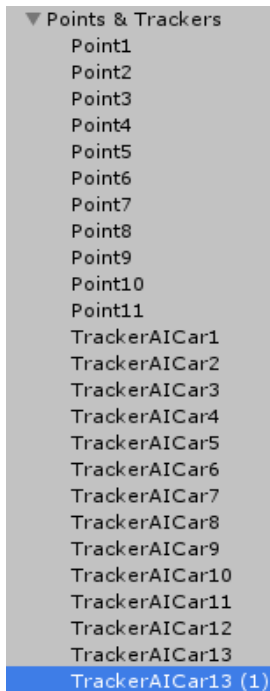 Points & Trackers
Point1
Point2
Point3
Point4
Point5
Point6
Point7
Point8
Point9
Point10
Point11
TrackerAICar1
TrackerAICar2
TrackerAICar3
TrackerAICar4
TrackerAICar5
TrackerAICar6
TrackerAICar7
TrackerAICar8
TrackerAICar9
TrackerAICar10
TrackerAICar11
TrackerAICar12
TrackerAICar13
TrackerAICar13 (1)